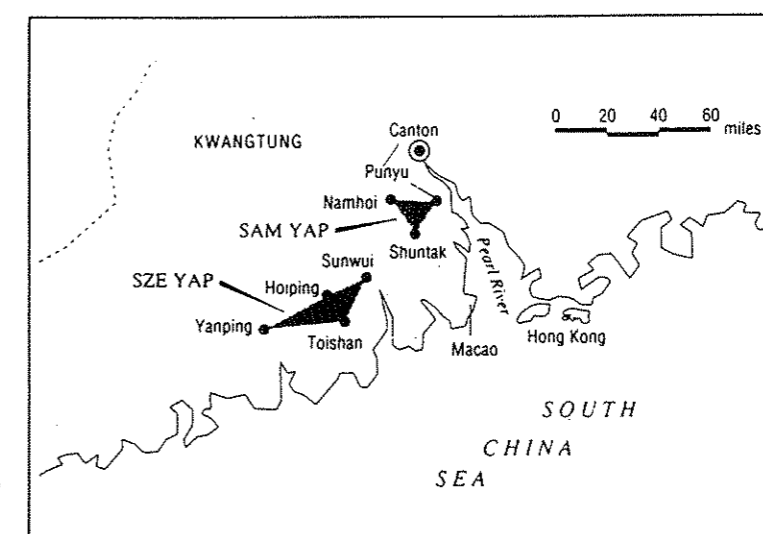 Canton
0 20 40 60 miles
KWANGTUNG
Punyu
Namhoi
SAM YAP
Shuntak
Sunwui
Pearl River
SZE YAP
Hoiping
Yanping
Toishan
Macao
Hong Kong
SOUTH
CHINA
SEA